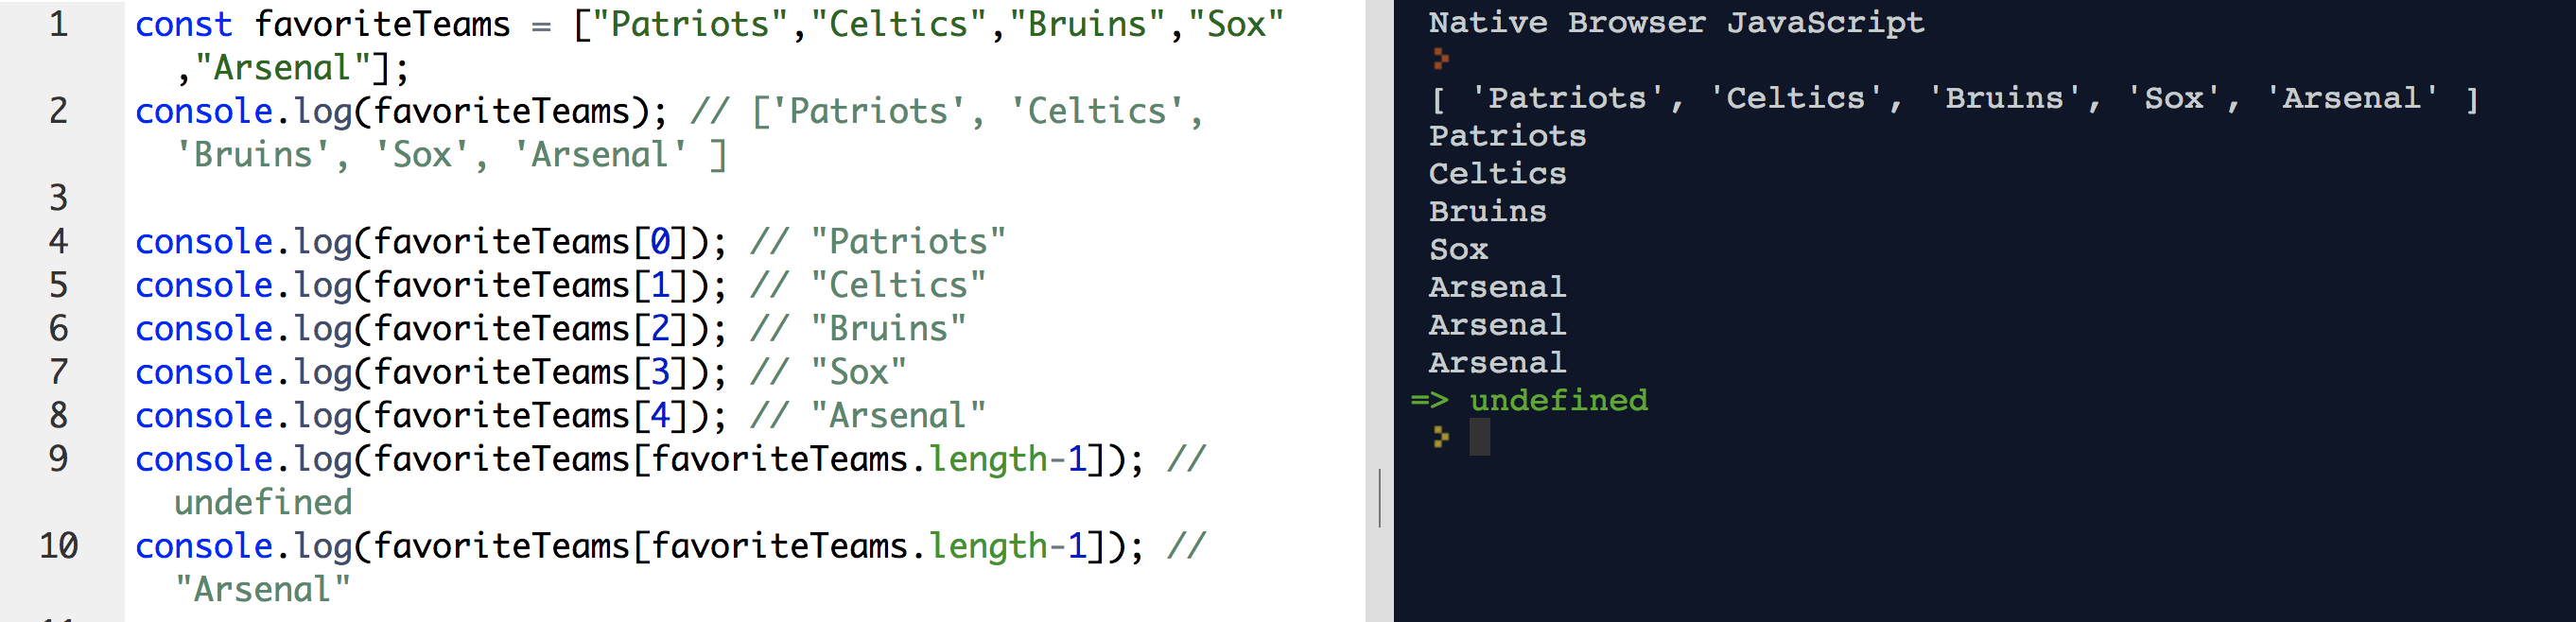 1 const favoriteTeams = ["Patriots","Celtics","Bruins","Sox"
,"Arsenal"];
2 console.log(favoriteTeams); // ['Patriots', 'Celtics',
'Bruins', 'Sox', 'Arsenal' ]
3
4 console.log(favoriteTeams[0]); // "Patriots"
5 console.log(favoriteTeams[1]); // "Celtics"
6 console.log(favoriteTeams[2]); // "Bruins"
7 console.log(favoriteTeams[3]); // "Sox"
8 console.log(favoriteTeams[4]); // "Arsenal"
9 console.log(favoriteTeams[favoriteTeams.length-1]); //
undefined
10 console.log(favoriteTeams[favoriteTeams.length-1]); //
"Arsenal"
Native Browser JavaScript
[ 'Patriots', 'Celtics', 'Bruins', 'Sox', 'Arsenal' ]
Patriots
Celtics
Bruins
Sox
Arsenal
Arsenal
Arsenal
=> undefined